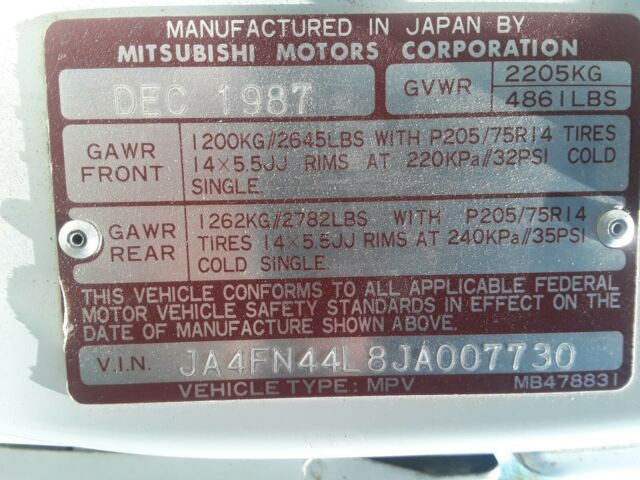 MANUFACTURED IN JAPAN BY
MITSUBISHI MOTORS CORPORATION
DEC 1987
GVWR 2205KG
4861LBS
GAWR FRONT
1200KG//2645LBS WITH P205/75R14 TIRES
14×5.5JJ RIMS AT 220KPa//32PSI COLD
SINGLE.
GAWR REAR
1262KG//2782LBS WITH P205/75R14
TIRES 14×5.5JJ RIMS AT 240KPa//35PSI
COLD SINGLE.
THIS VEHICLE CONFORMS TO ALL APPLICABLE FEDERAL
MOTOR VEHICLE SAFETY STANDARDS IN EFFECT ON THE
DATE OF MANUFACTURE SHOWN ABOVE.
V.I.N. JA4FN44L8JA007730
VEHICLE TYPE: MPV MB478831